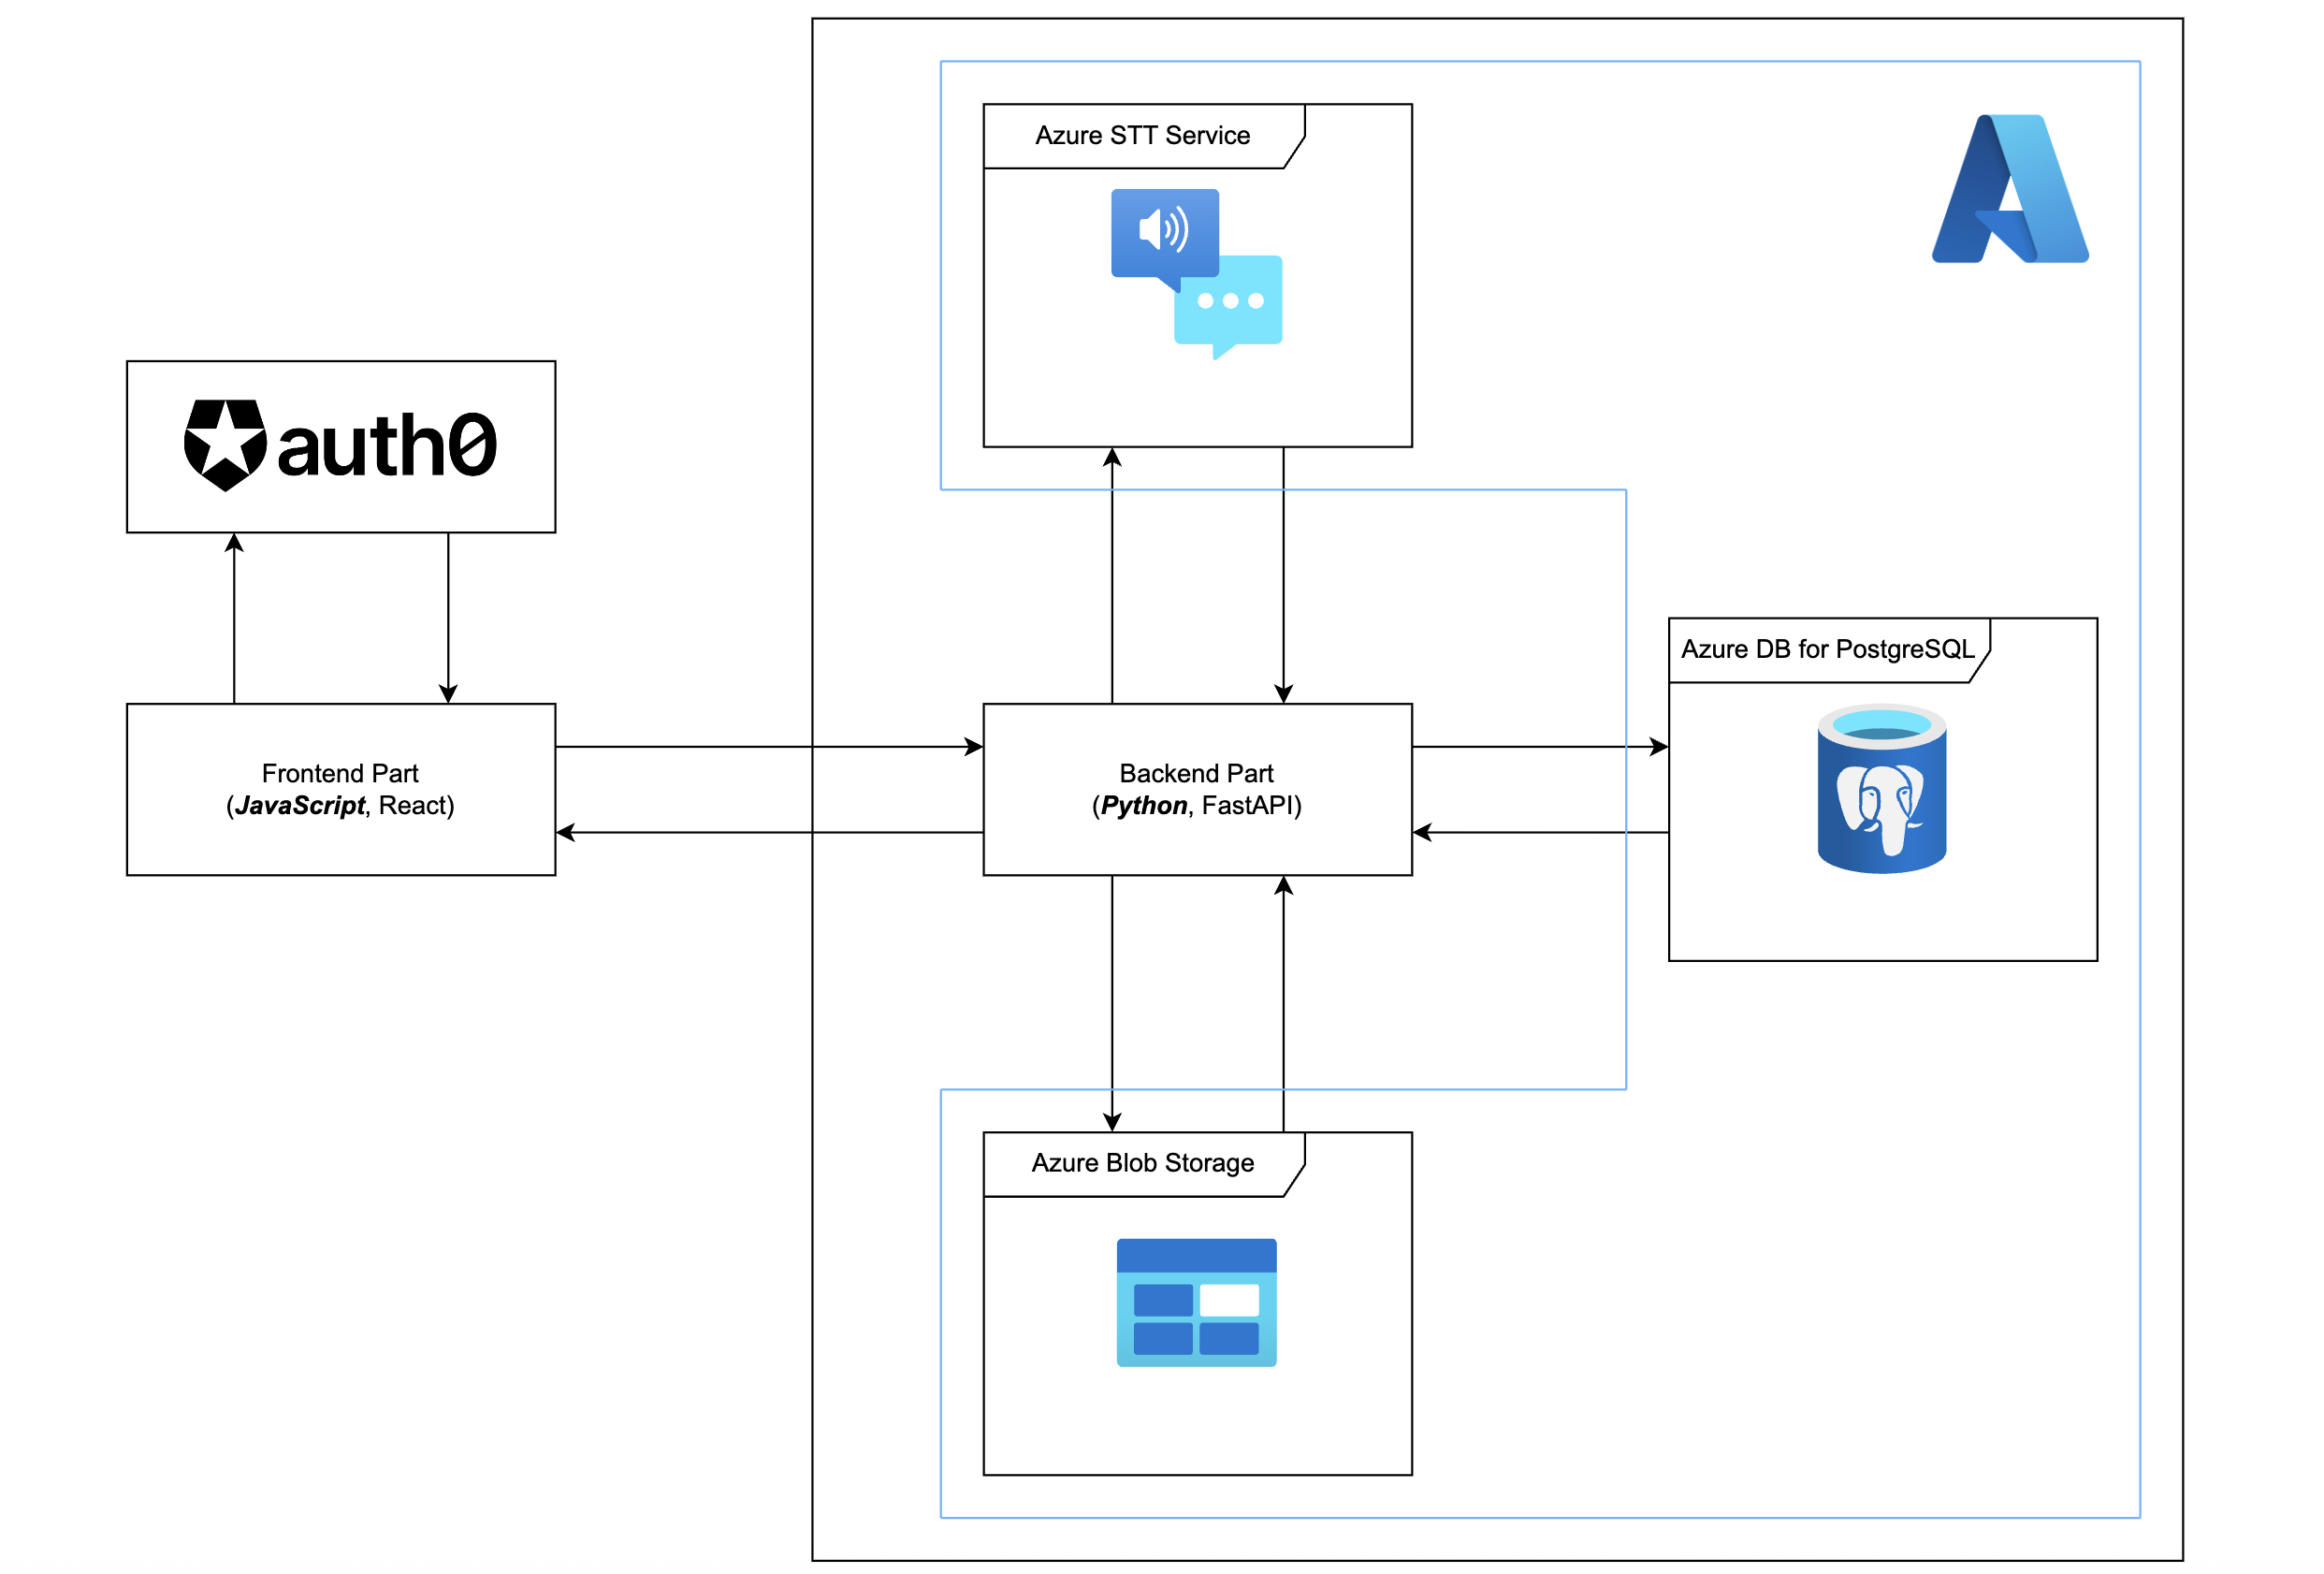 Azure STT Service
auth0
Azure DB for PostgreSQL
Frontend Part
(JavaScript, React)
Backend Part
(Python, FastAPI)
Azure Blob Storage